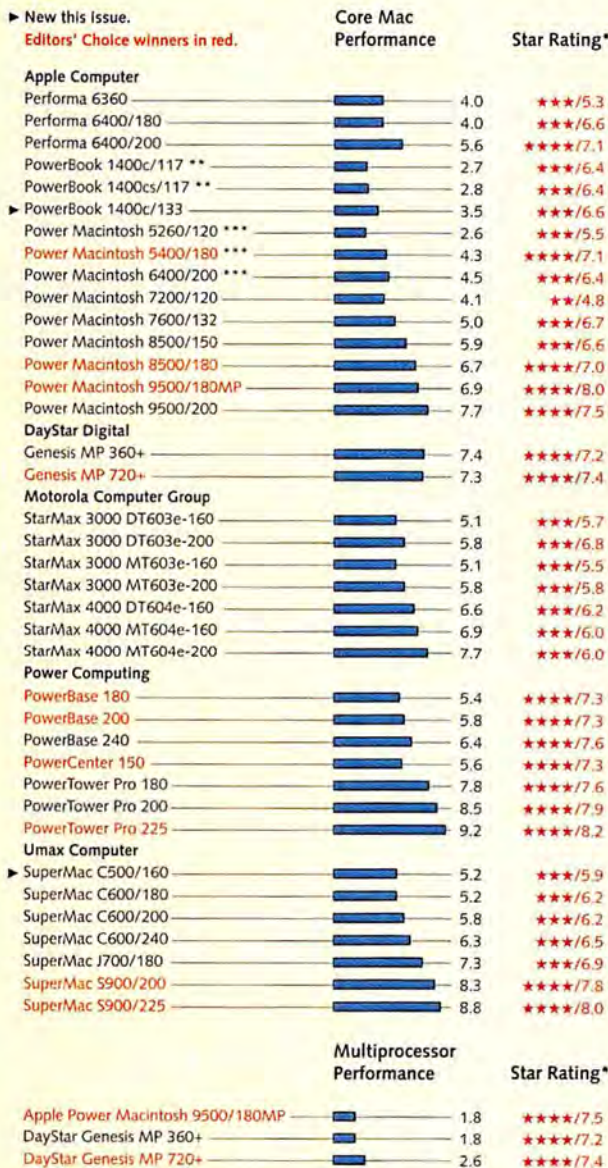 ► New this issue.
Editors' Choice winners in red.
Core Mac Performance
Star Rating*
Apple Computer
Performa 6360 4.0 ★★★/5.3
Performa 6400/180 4.0 ★★★/6.6
Performa 6400/200 5.6 ★★★★/7.1
PowerBook 1400c/117 ** 2.7 ★★★/6.4
PowerBook 1400cs/117 ** 2.8 ★★★/6.4
► PowerBook 1400c/133 3.5 ★★★/6.6
Power Macintosh 5260/120 *** 2.6 ★★★/5.5
Power Macintosh 5400/180 *** 4.3 ★★★★/7.1
Power Macintosh 6400/200 *** 4.5 ★★★/6.4
Power Macintosh 7200/120 4.1 ★★/4.8
Power Macintosh 7600/132 5.0 ★★★/6.7
Power Macintosh 8500/150 5.9 ★★★/6.6
Power Macintosh 8500/180 6.7 ★★★★/7.0
Power Macintosh 9500/180MP 6.9 ★★★★/8.0
Power Macintosh 9500/200 7.7 ★★★★/7.5
DayStar Digital
Genesis MP 360+ 7.4 ★★★★/7.2
Genesis MP 720+ 7.3 ★★★★/7.4
Motorola Computer Group
StarMax 3000 DT603e-160 5.1 ★★★/5.7
StarMax 3000 DT603e-200 5.8 ★★★/6.8
StarMax 3000 MT603e-160 5.1 ★★★/5.5
StarMax 3000 MT603e-200 5.8 ★★★/5.8
StarMax 4000 DT604e-160 6.6 ★★★/6.2
StarMax 4000 MT604e-160 6.9 ★★★/6.0
StarMax 4000 MT604e-200 7.7 ★★★/6.0
Power Computing
PowerBase 180 5.4 ★★★★/7.3
PowerBase 200 5.8 ★★★★/7.3
PowerBase 240 6.4 ★★★★/7.6
PowerCenter 150 5.6 ★★★★/7.3
PowerTower Pro 180 7.8 ★★★★/7.6
PowerTower Pro 200 8.5 ★★★★/7.9
PowerTower Pro 225 9.2 ★★★★/8.2
Umax Computer
► SuperMac C500/160 5.2 ★★★/5.9
SuperMac C600/180 5.2 ★★★/6.2
SuperMac C600/200 5.8 ★★★/6.2
SuperMac C600/240 6.3 ★★★/6.5
SuperMac J700/180 7.3 ★★★/6.9
SuperMac S900/200 8.3 ★★★★/7.8
SuperMac S900/225 8.8 ★★★★/8.0
Multiprocessor Performance
Star Rating*
Apple Power Macintosh 9500/180MP 1.8 ★★★★/7.5
DayStar Genesis MP 360+ 1.8 ★★★★/7.2
DayStar Genesis MP 720+ 2.6 ★★★★/7.4